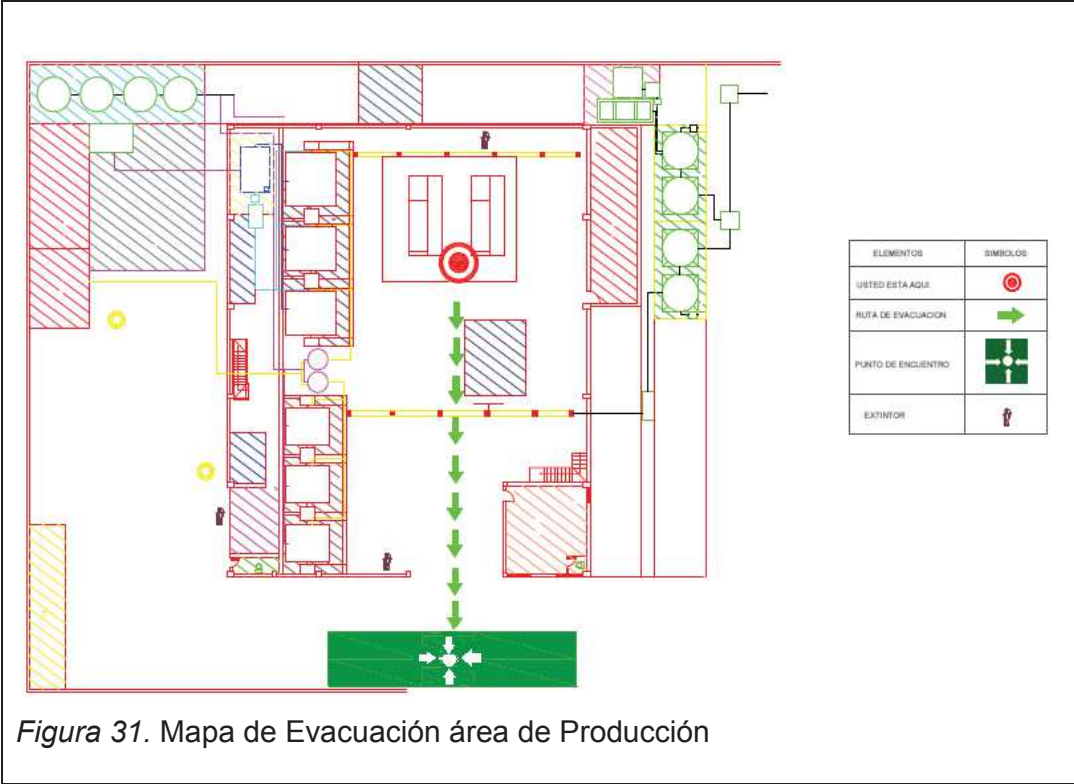 ELEMENTOS SIMBOLOS
USTED ESTA AQUI
RUTA DE EVACUACION
PUNTO DE ENCUENTRO
EXTINTOR
Figura 31. Mapa de Evacuación área de Producción